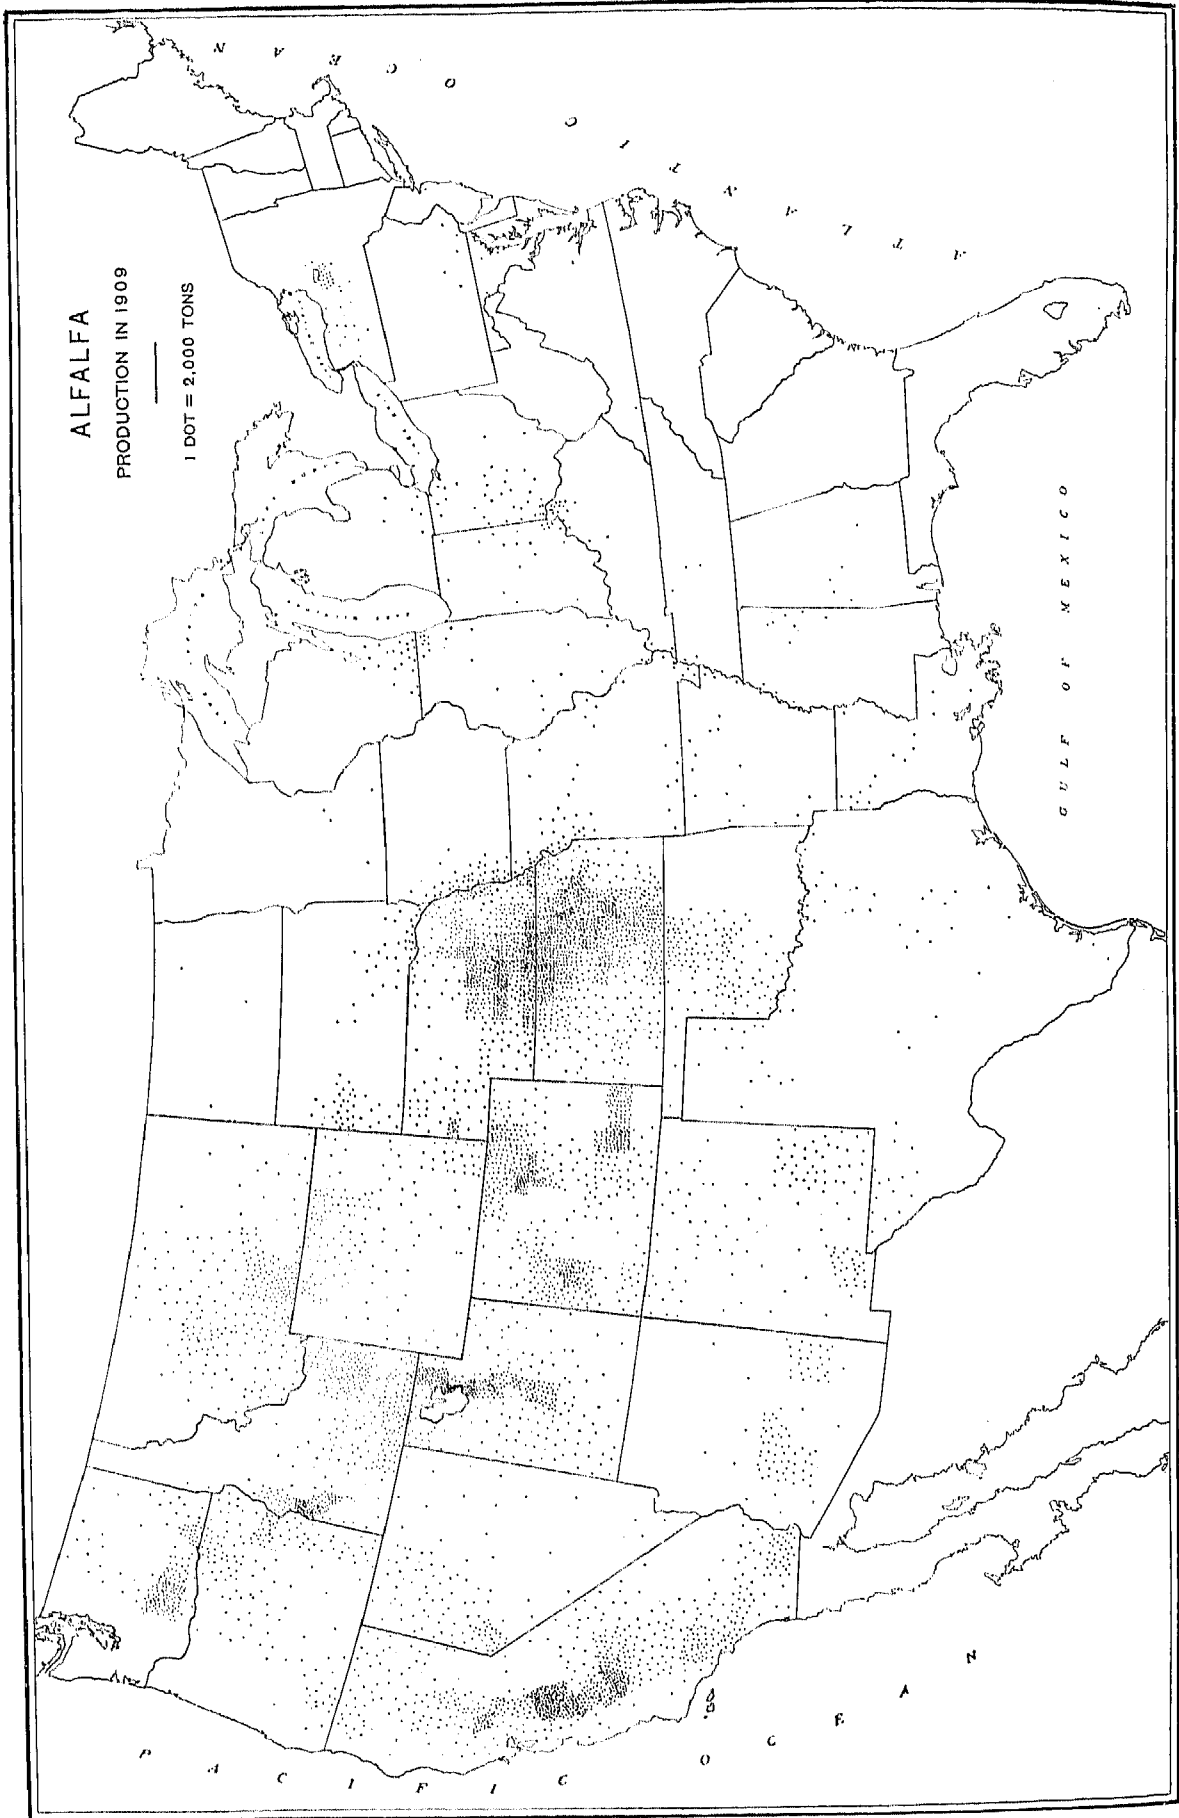 ALFALFA
PRODUCTION IN 1909
1 DOT = 2,000 TONS
PACIFIC OCEAN
ATLANTIC OCEAN
GULF OF MEXICO